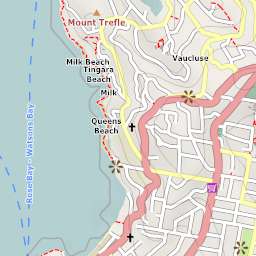 Mount Trefle
Milk Beach
Tingara
Beach
Vaucluse
Milk
Queens
Beach
Rose Bay - Watsons Bay